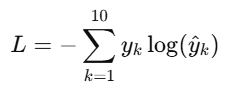 L = − \sum_{k=1}^{10} y_k \log(\hat{y}_k)